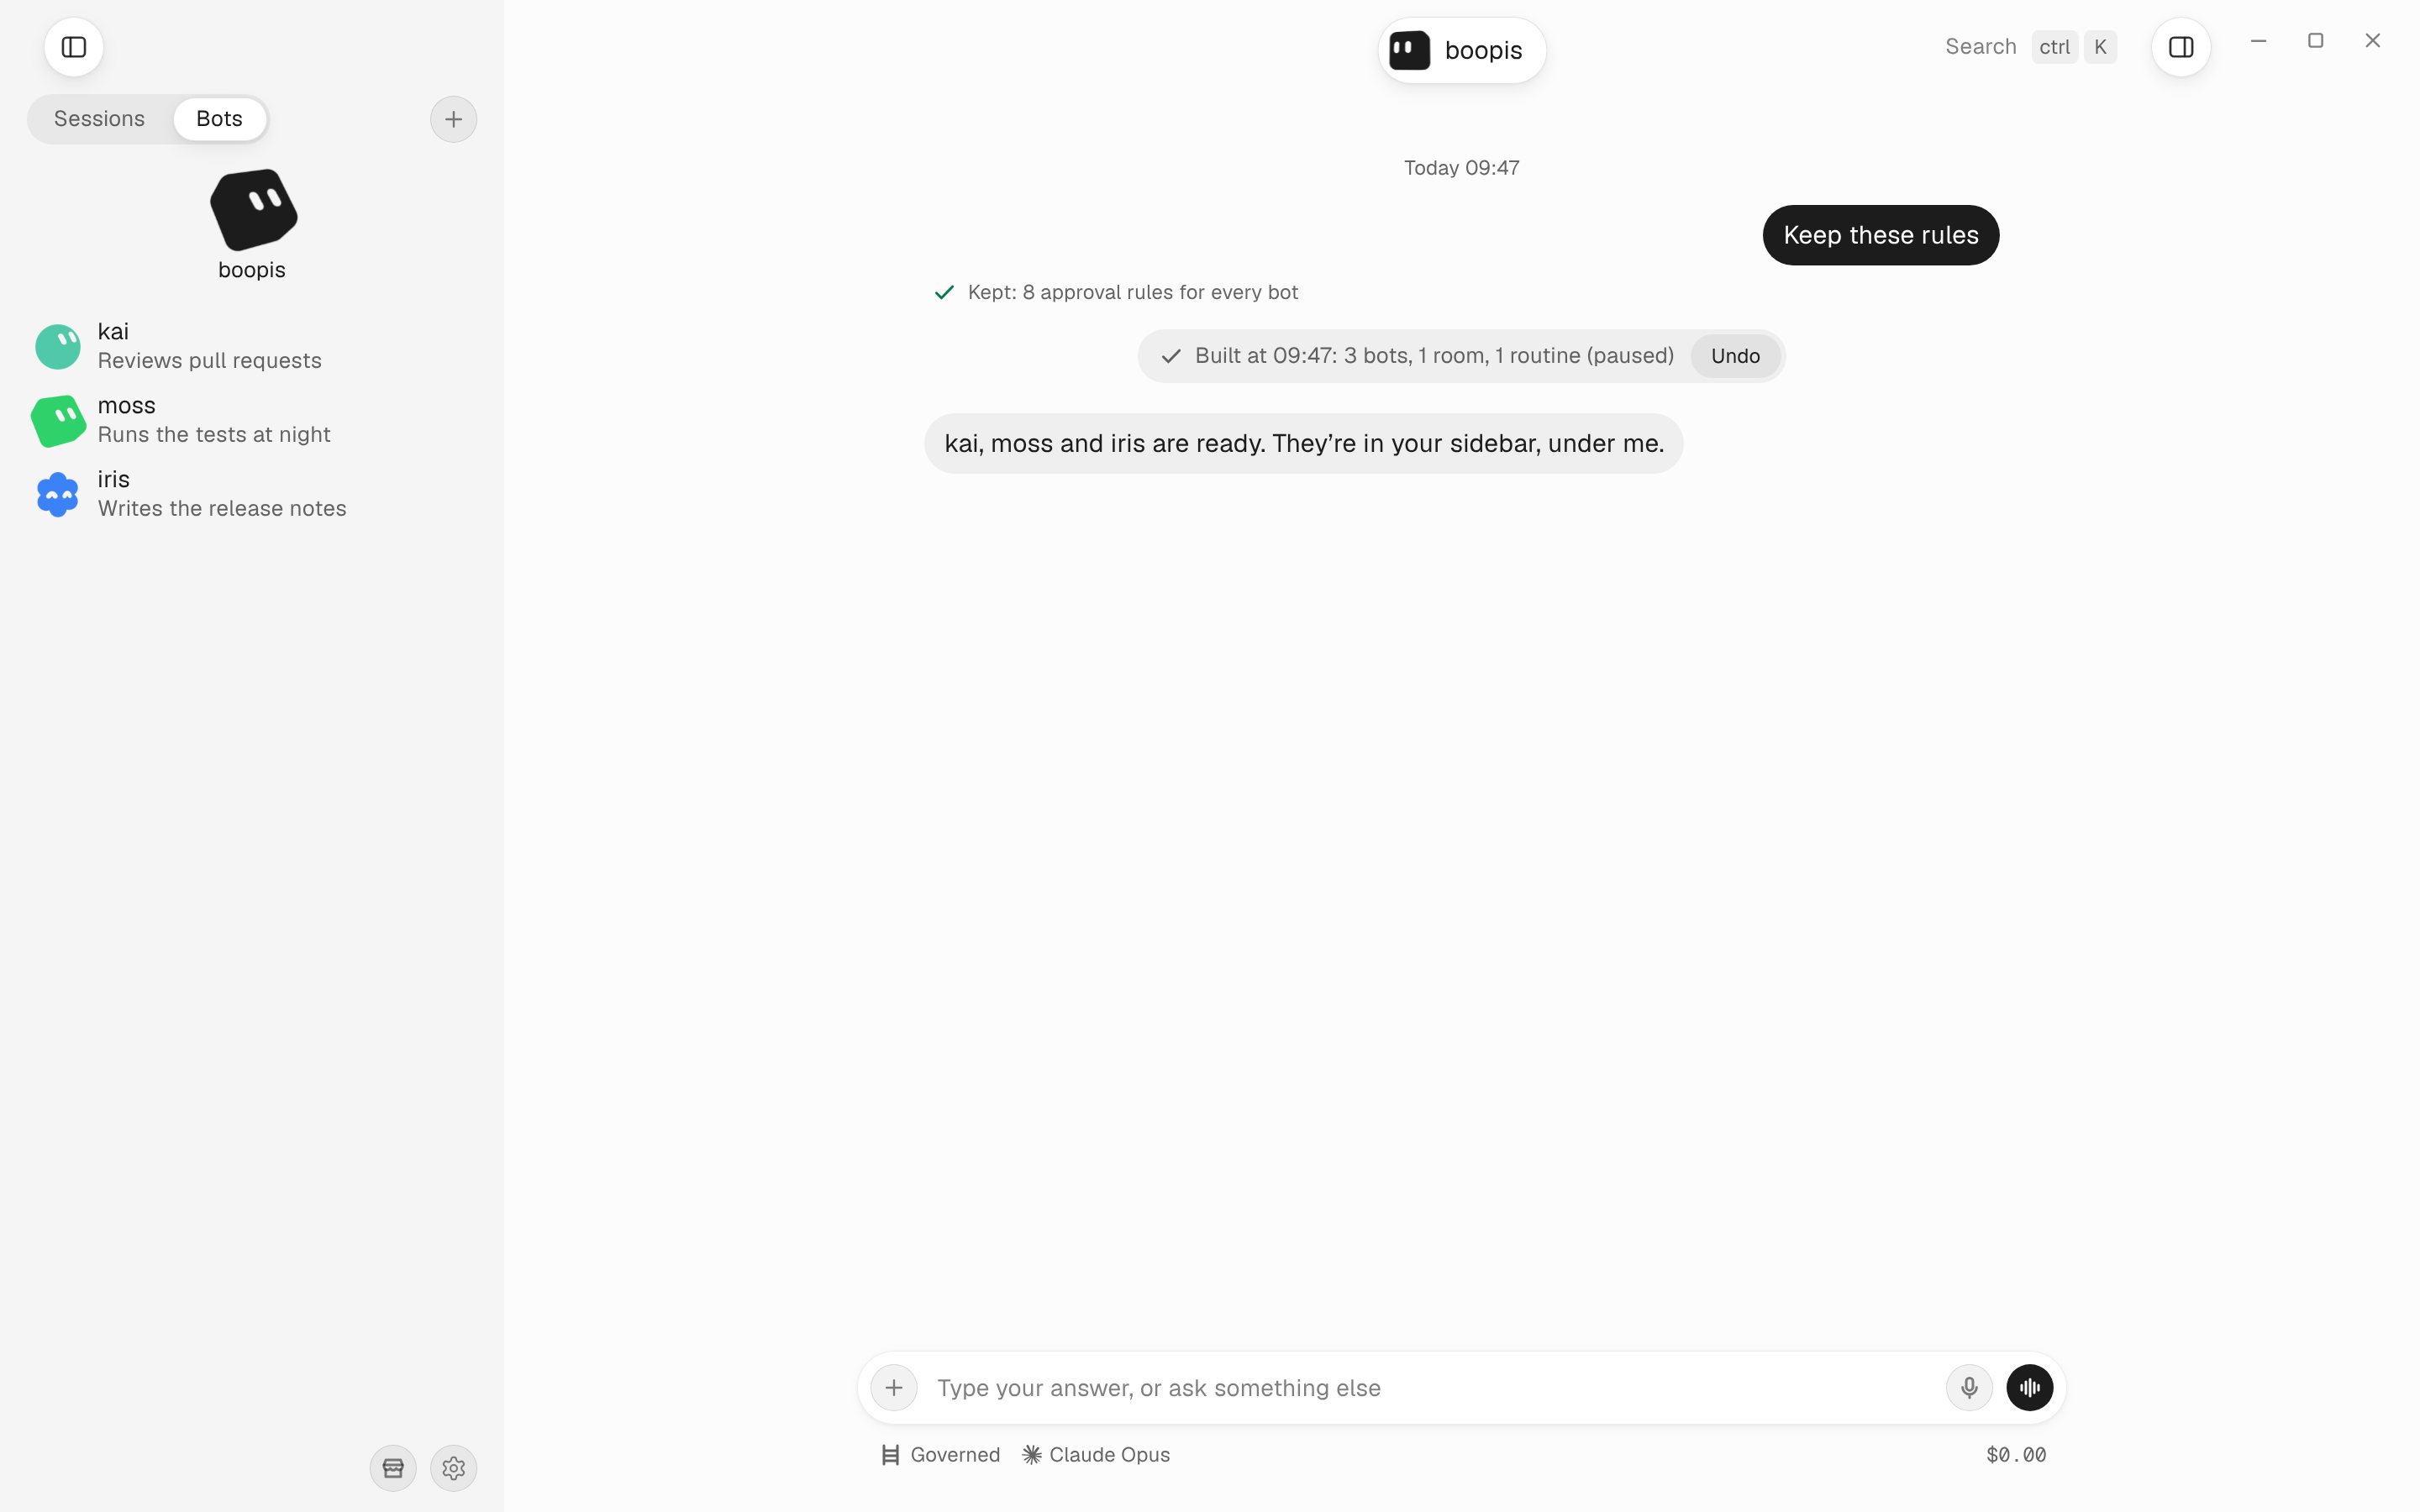 boopis
Search ctrl K
Sessions Bots
Today 09:47
Keep these rules
boopis
Kept: 8 approval rules for every bot
kai
Reviews pull requests
Built at 09:47: 3 bots, 1 room, 1 routine (paused) Undo
moss
Runs the tests at night
kai, moss and iris are ready. They’re in your sidebar, under me.
iris
Writes the release notes
Type your answer, or ask something else
Governed Claude Opus $0.00